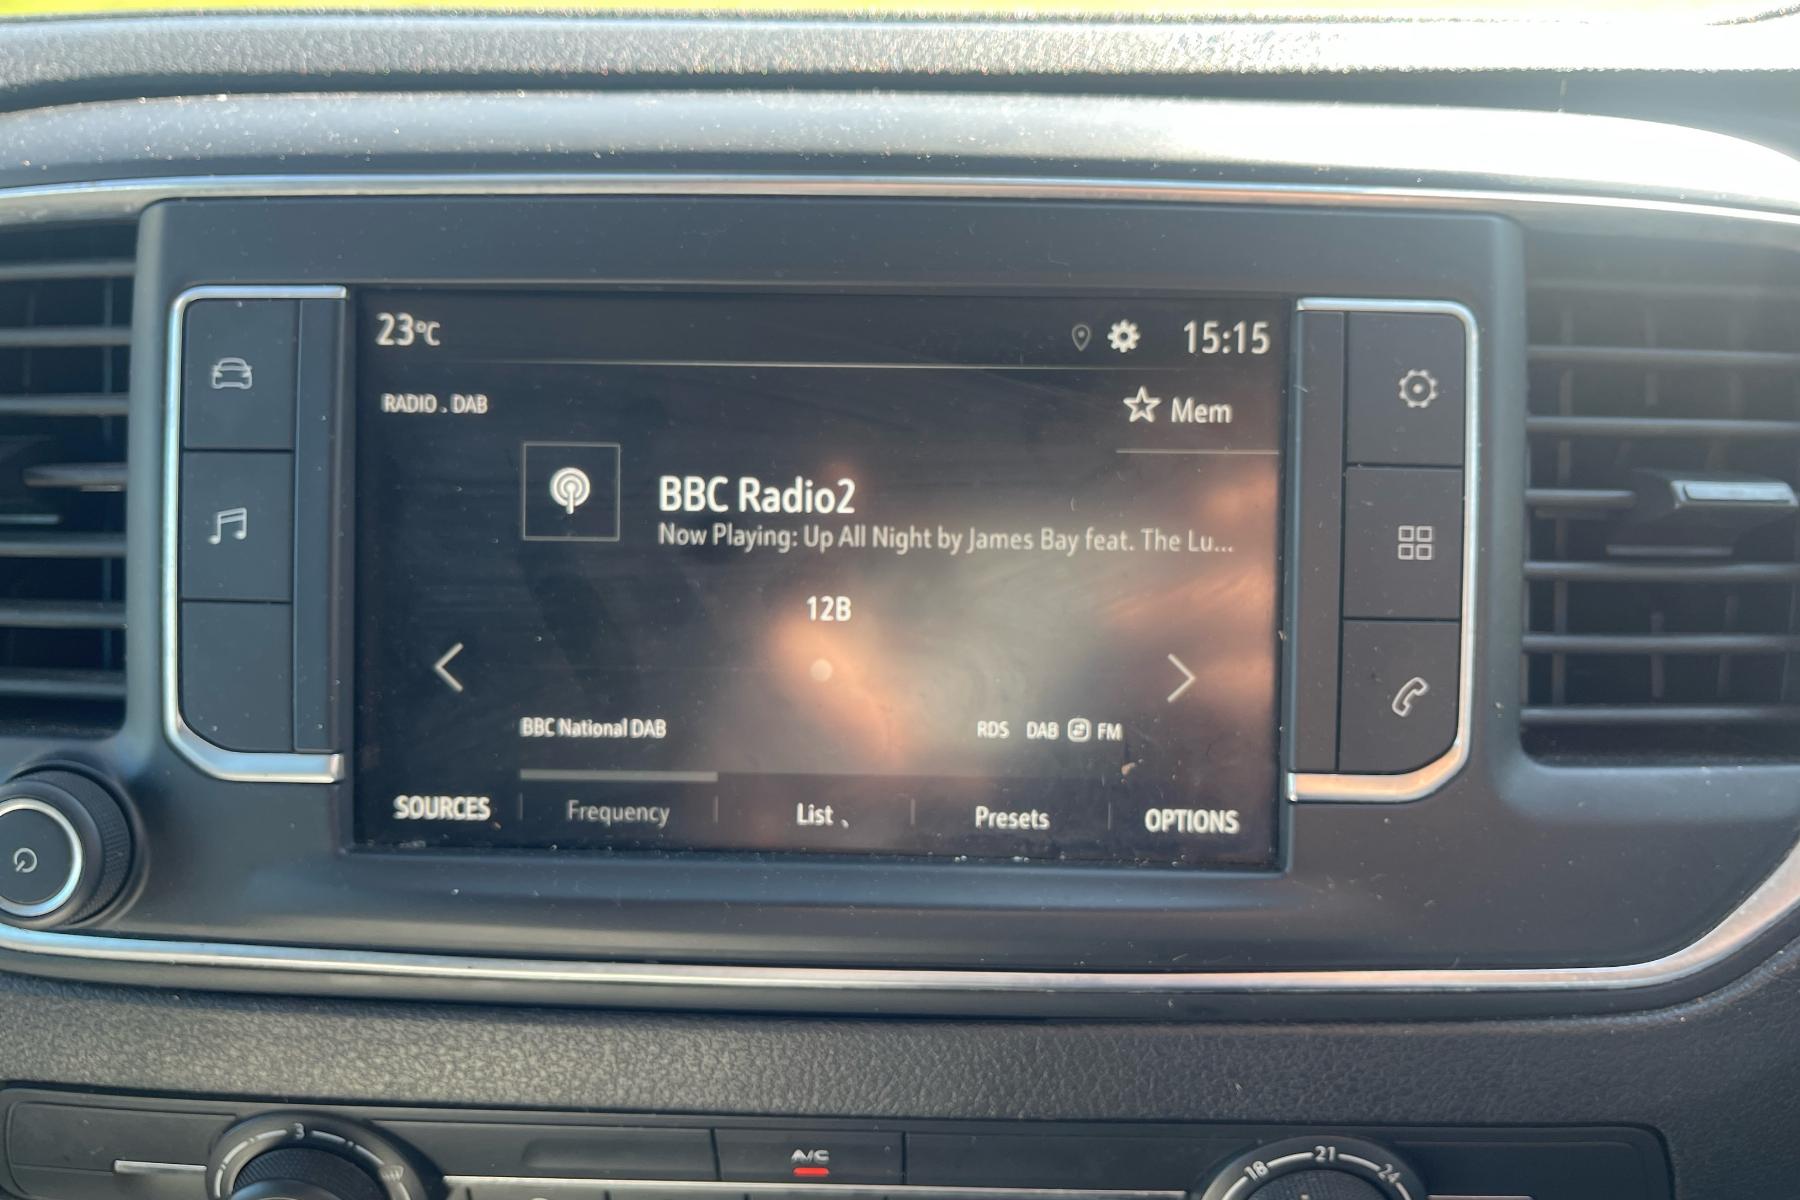 23°C 15:15
RADIO . DAB
Mem
BBC Radio2
Now Playing: Up All Night by James Bay feat. The Lu...
12B
BBC National DAB RDS DAB FM
SOURCES Frequency List Presets OPTIONS
3 A/C 18 21 24